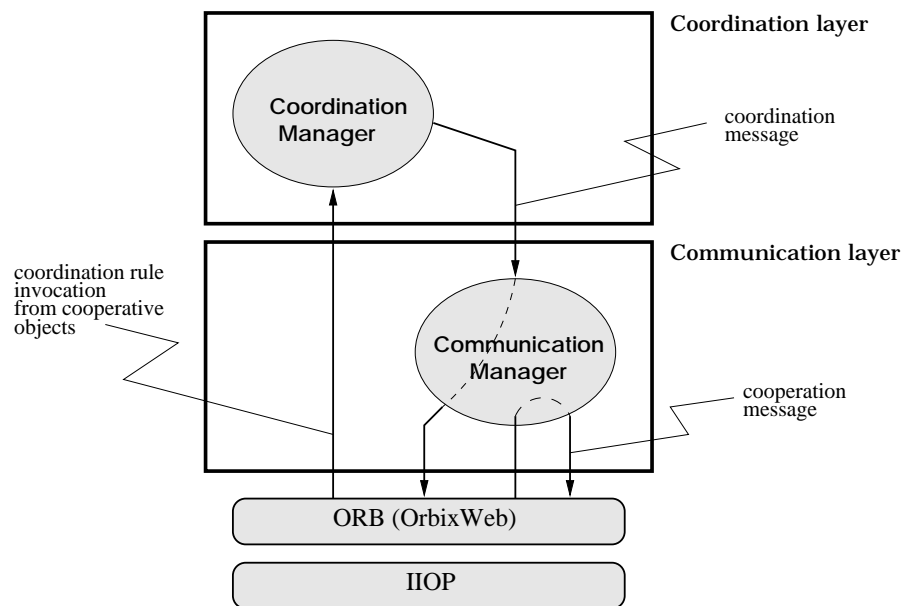 Coordination layer
Coordination
Manager
coordination
message
Communication layer
coordination rule
invocation
from cooperative
objects
Communication
Manager
cooperation
message
ORB (OrbixWeb)
IIOP